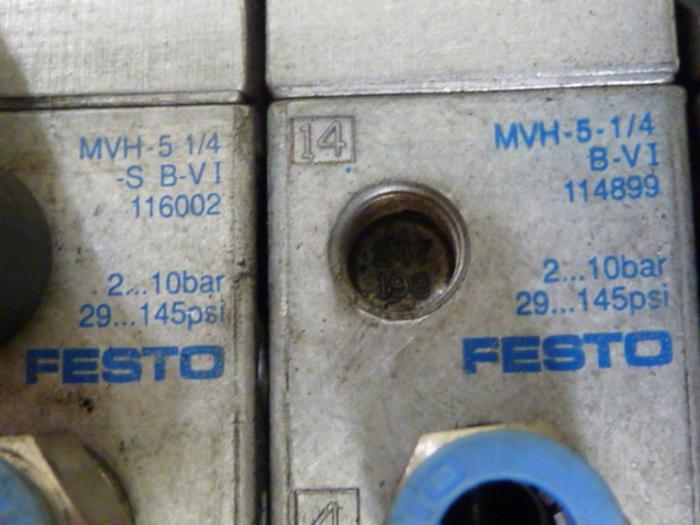 MVH-5 1/4
-S B-VI
116002
2...10bar
29...145psi
FESTO
14
MVH-5-1/4
B-VI
114899
2...10bar
29...145psi
FESTO
4